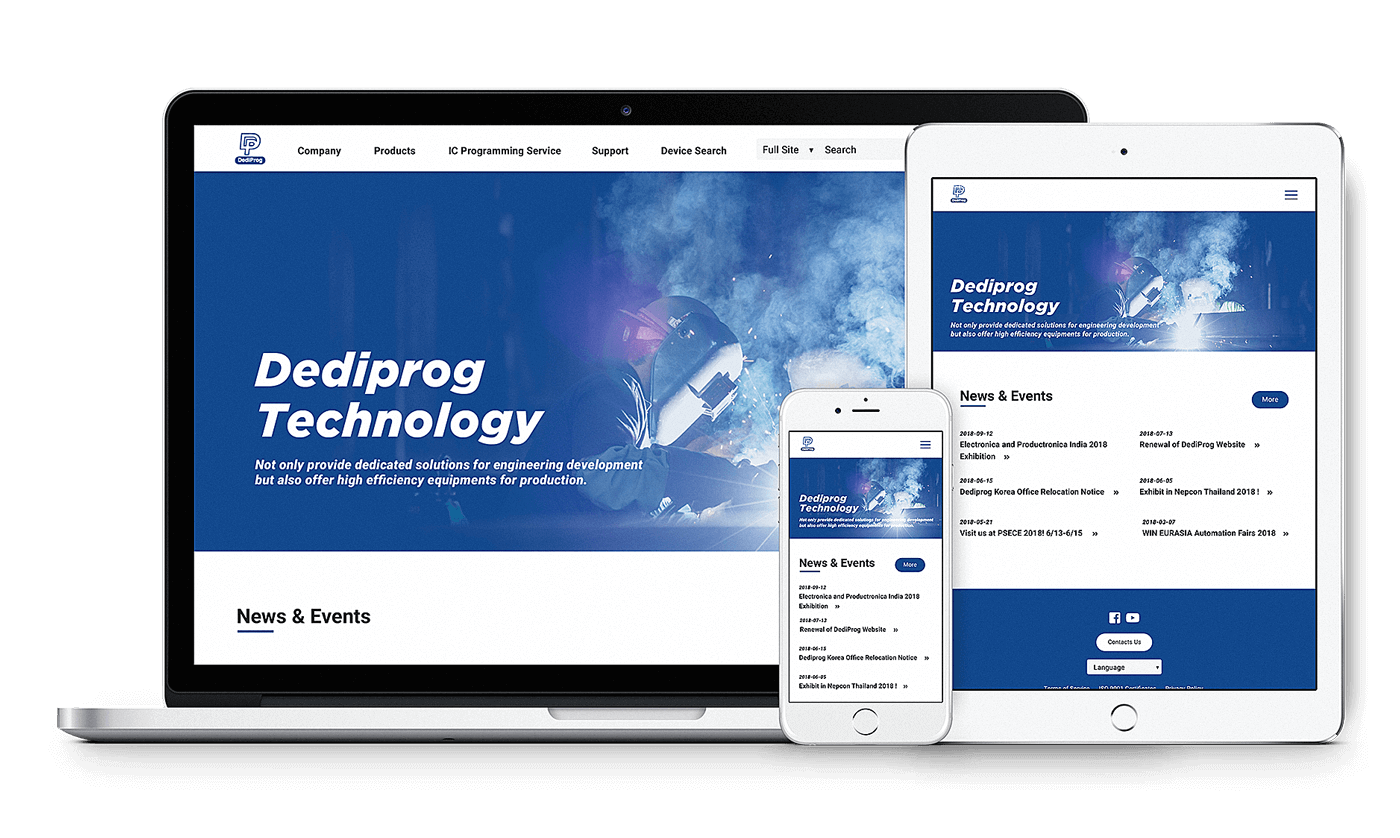 DediProg
Company
Products
IC Programming Service
Support
Device Search
Full Site
Search
Dediprog
Technology
Not only provide dedicated solutions for engineering development
but also offer high efficiency equipments for production.
News & Events
DediProg
Dediprog
Technology
Not only provide dedicated solutions for engineering development
but also offer high efficiency equipments for production.
News & Events
More
2018-09-12
Electronica and Productronica India 2018
Exhibition »
2018-07-13
Renewal of DediProg Website »
2018-06-15
Dediprog Korea Office Relocation Notice »
2018-06-05
Exhibit in Nepcon Thailand 2018 ! »
DediProg
Dediprog
Technology
Not only provide dedicated solutions for engineering development
but also offer high efficiency equipments for production.
News & Events
More
2018-09-12
Electronica and Productronica India 2018
Exhibition »
2018-07-13
Renewal of DediProg Website »
2018-06-15
Dediprog Korea Office Relocation Notice »
2018-06-05
Exhibit in Nepcon Thailand 2018 ! »
2018-05-21
Visit us at PSECE 2018! 6/13-6/15 »
2018-03-07
WIN EURASIA Automation Fairs 2018 »
Contacts Us
Language
Terms of Service ISO 9001 Certificates Privacy Policy